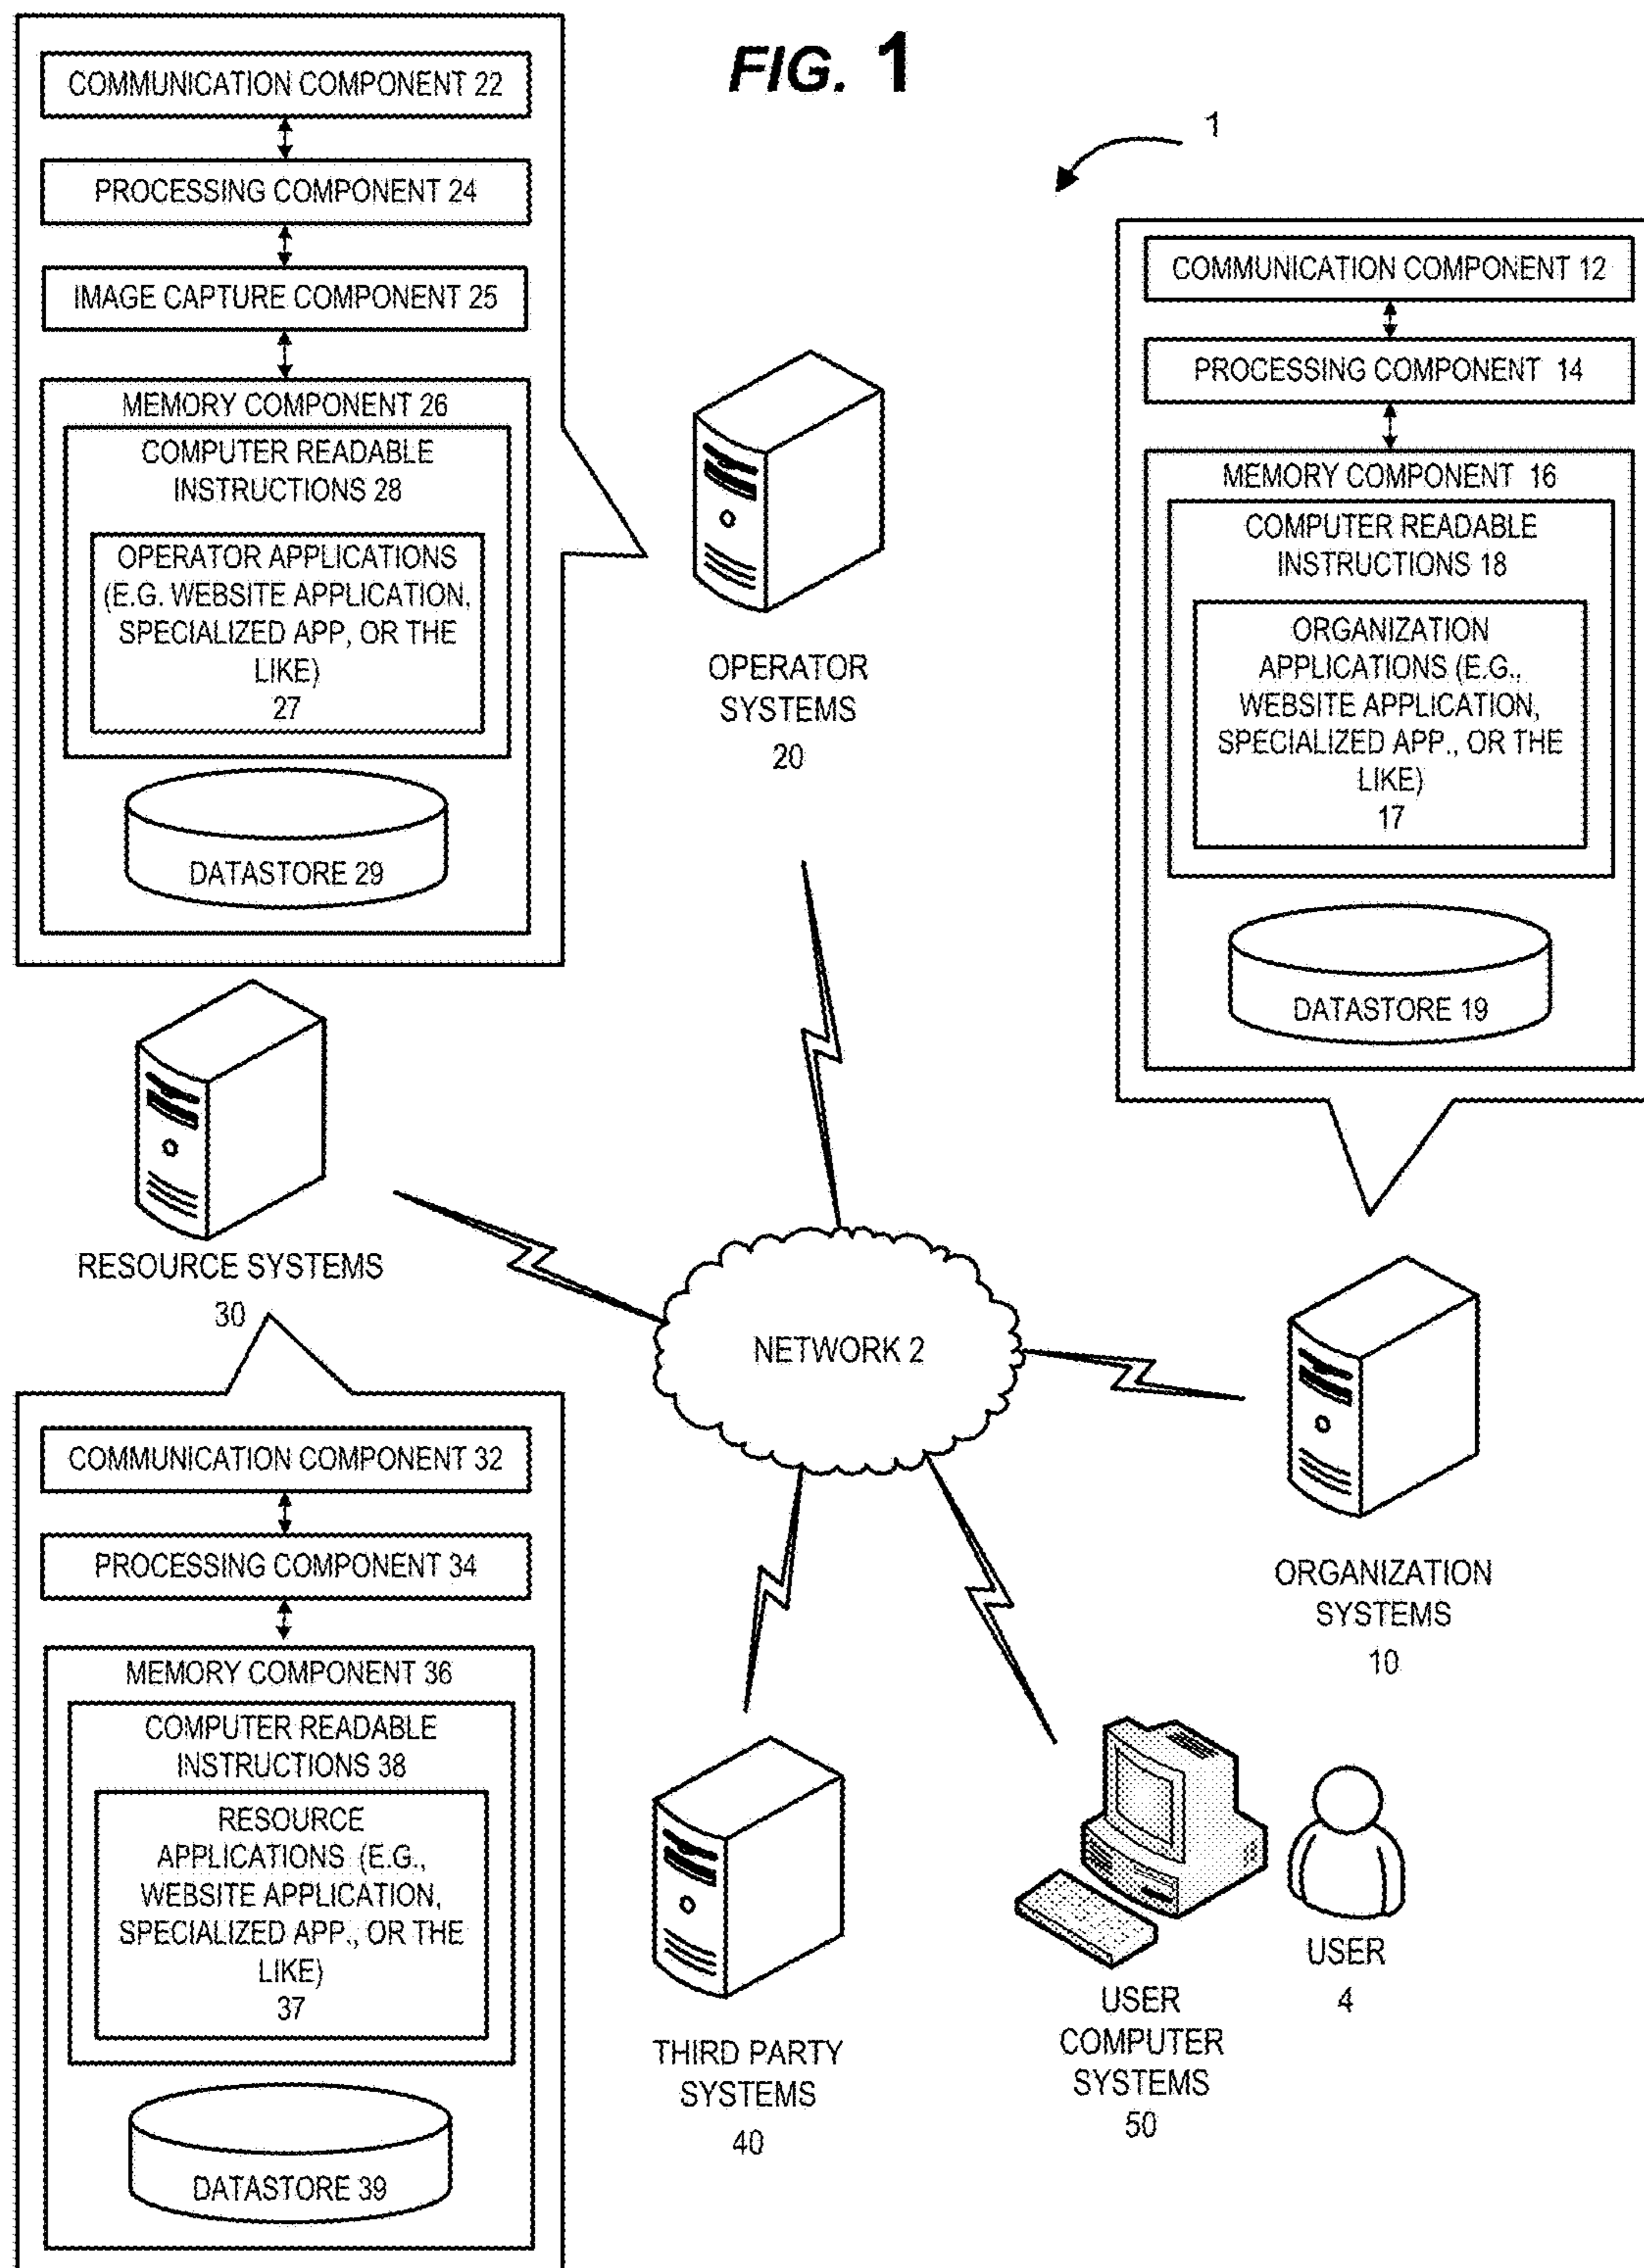 FIG. 1
1
COMMUNICATION COMPONENT 22
PROCESSING COMPONENT 24
IMAGE CAPTURE COMPONENT 25
MEMORY COMPONENT 26
COMPUTER READABLE
INSTRUCTIONS 28
OPERATOR APPLICATIONS
(E.G. WEBSITE APPLICATION,
SPECIALIZED APP, OR THE
LIKE)
27
DATASTORE 29
OPERATOR
SYSTEMS
20
COMMUNICATION COMPONENT 12
PROCESSING COMPONENT 14
MEMORY COMPONENT 16
COMPUTER READABLE
INSTRUCTIONS 18
ORGANIZATION
APPLICATIONS (E.G.,
WEBSITE APPLICATION,
SPECIALIZED APP., OR THE
LIKE)
17
DATASTORE 19
RESOURCE SYSTEMS
30
NETWORK 2
ORGANIZATION
SYSTEMS
10
COMMUNICATION COMPONENT 32
PROCESSING COMPONENT 34
MEMORY COMPONENT 36
COMPUTER READABLE
INSTRUCTIONS 38
RESOURCE
APPLICATIONS (E.G.,
WEBSITE APPLICATION,
SPECIALIZED APP., OR THE
LIKE)
37
DATASTORE 39
THIRD PARTY
SYSTEMS
40
USER
COMPUTER
SYSTEMS
50
USER
4